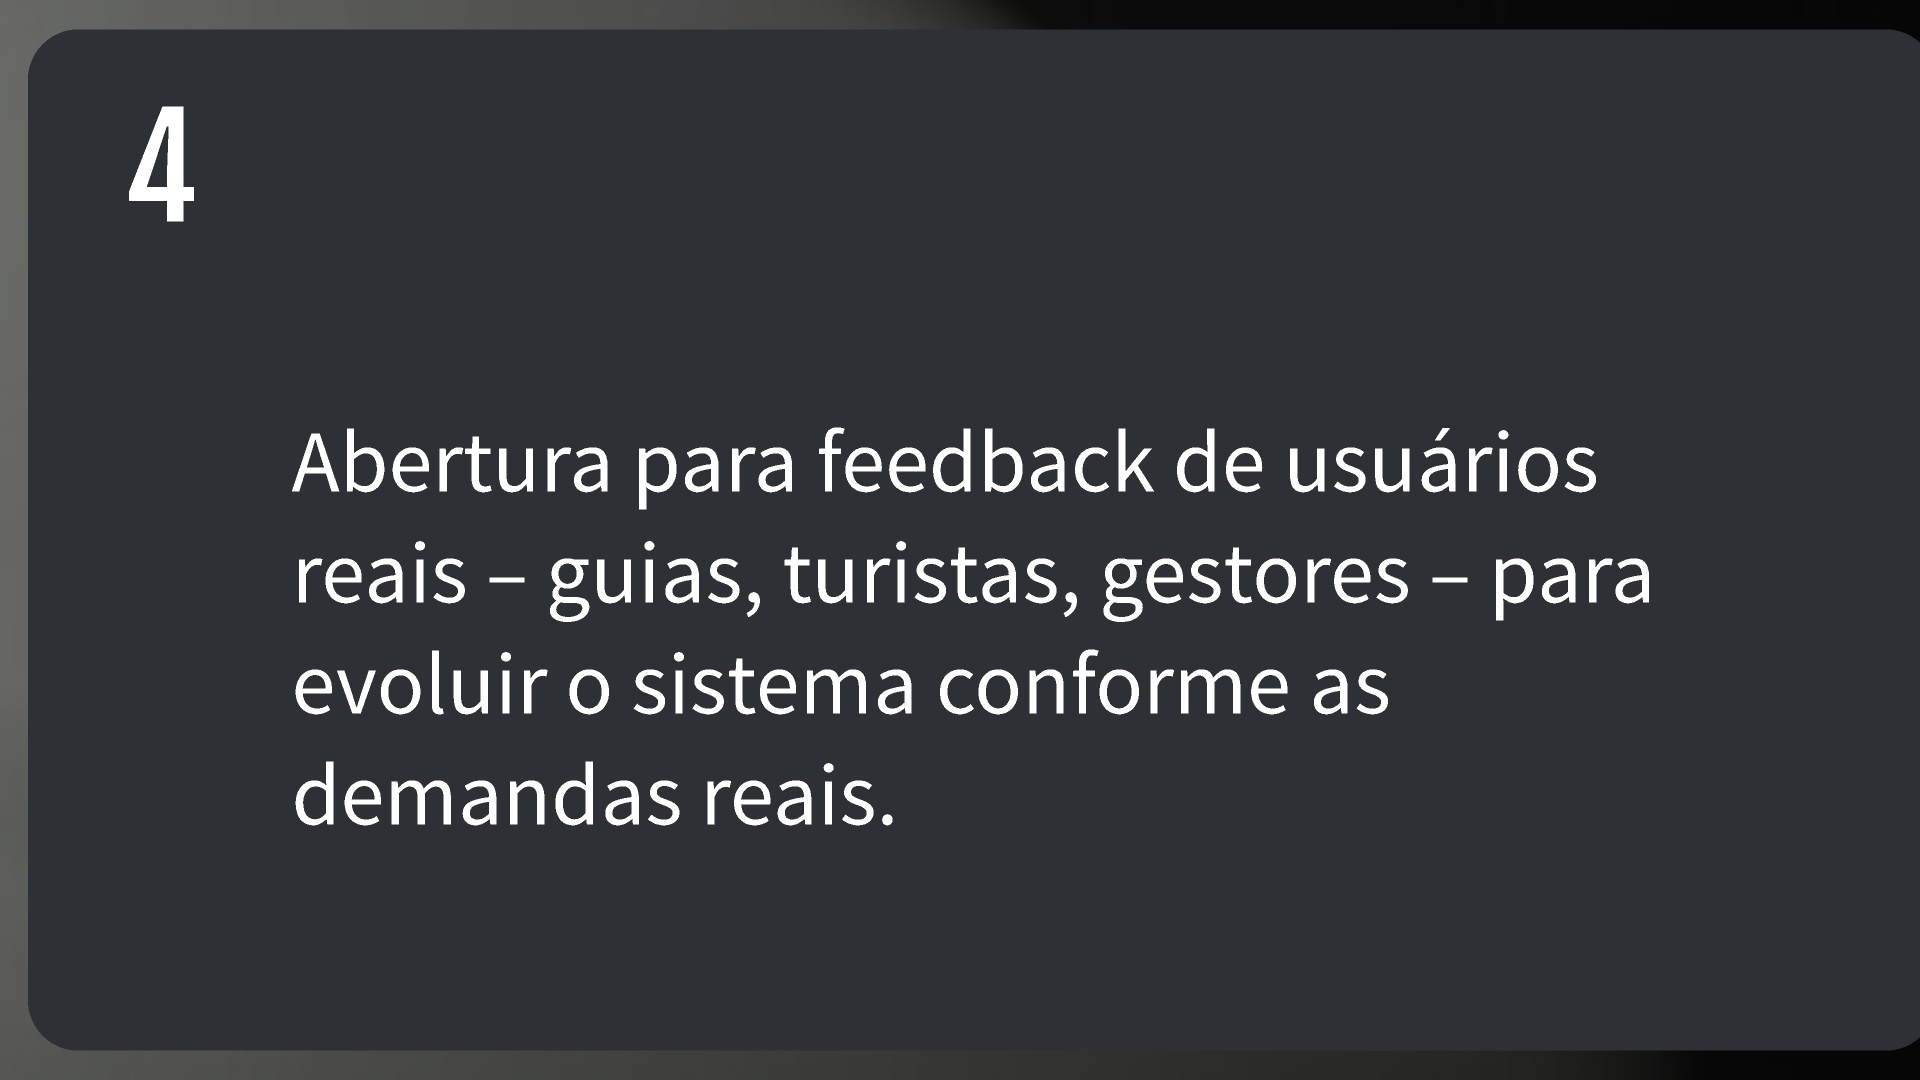 4
Abertura para feedback de usuários
reais – guias, turistas, gestores – para
evoluir o sistema conforme as
demandas reais.